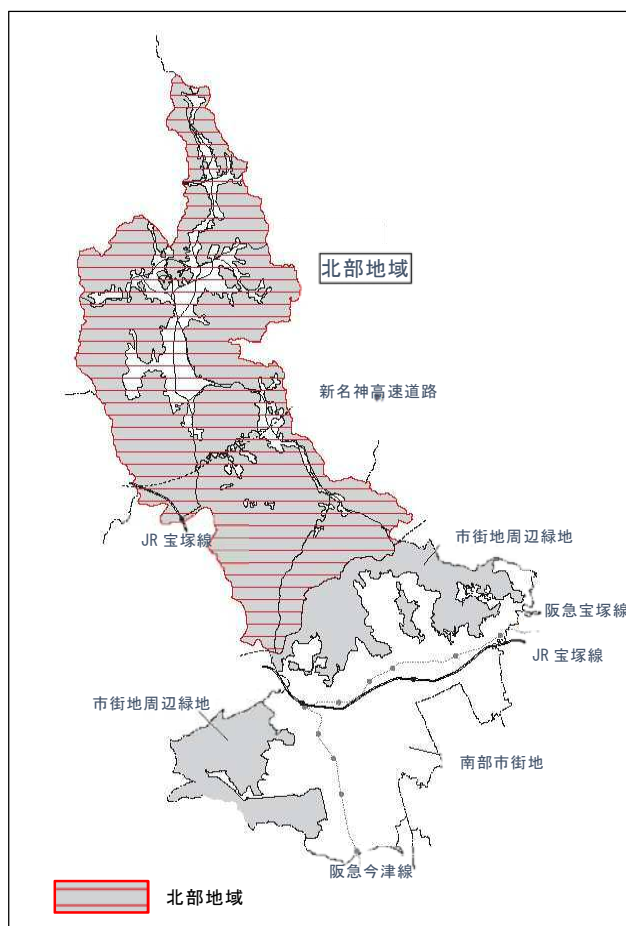 北部地域
新名神高速道路
JR 宝塚線
市街地周辺緑地
阪急宝塚線
JR 宝塚線
市街地周辺緑地
南部市街地
阪急今津線
北部地域